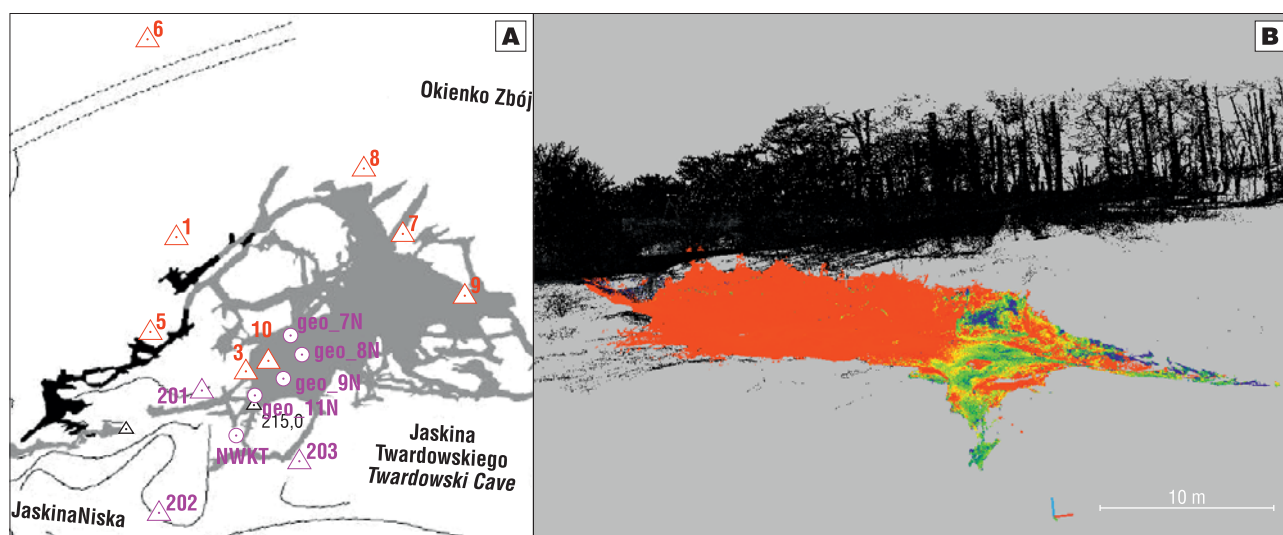 6
A
Okienko Zbój
8
1
7
9
5
10
geo_7N
3
geo_8N
geo_9N
201
geo_11N
215,0
NWKT
203
Jaskina
Twardowskiego
Twardowski Cave
202
JaskinaNiska
B
10 m